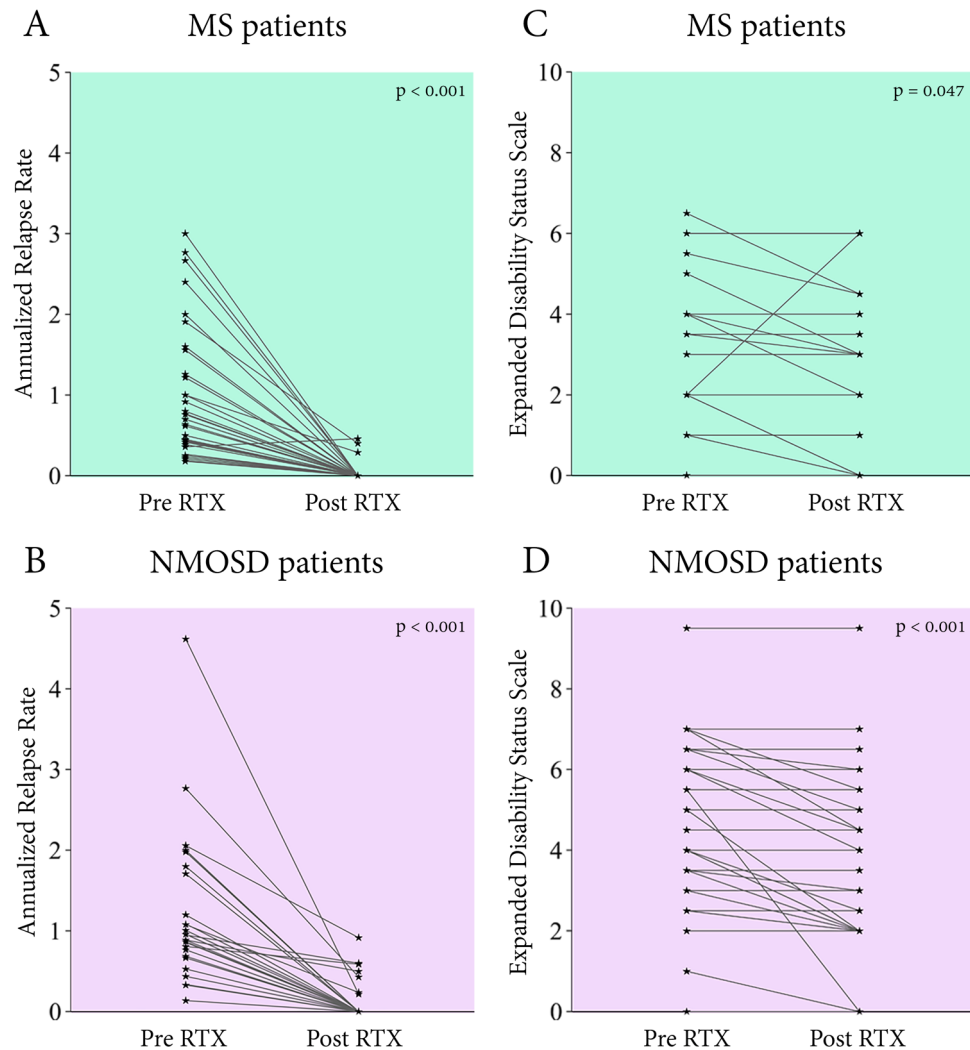 A
MS patients
p < 0.001
Annualized Relapse Rate
5
4
3
2
1
0
Pre RTX
Post RTX
C
MS patients
p = 0.047
Expanded Disability Status Scale
10
8
6
4
2
0
Pre RTX
Post RTX
B
NMOSD patients
p < 0.001
Annualized Relapse Rate
5
4
3
2
1
0
Pre RTX
Post RTX
D
NMOSD patients
p < 0.001
Expanded Disability Status Scale
10
8
6
4
2
0
Pre RTX
Post RTX